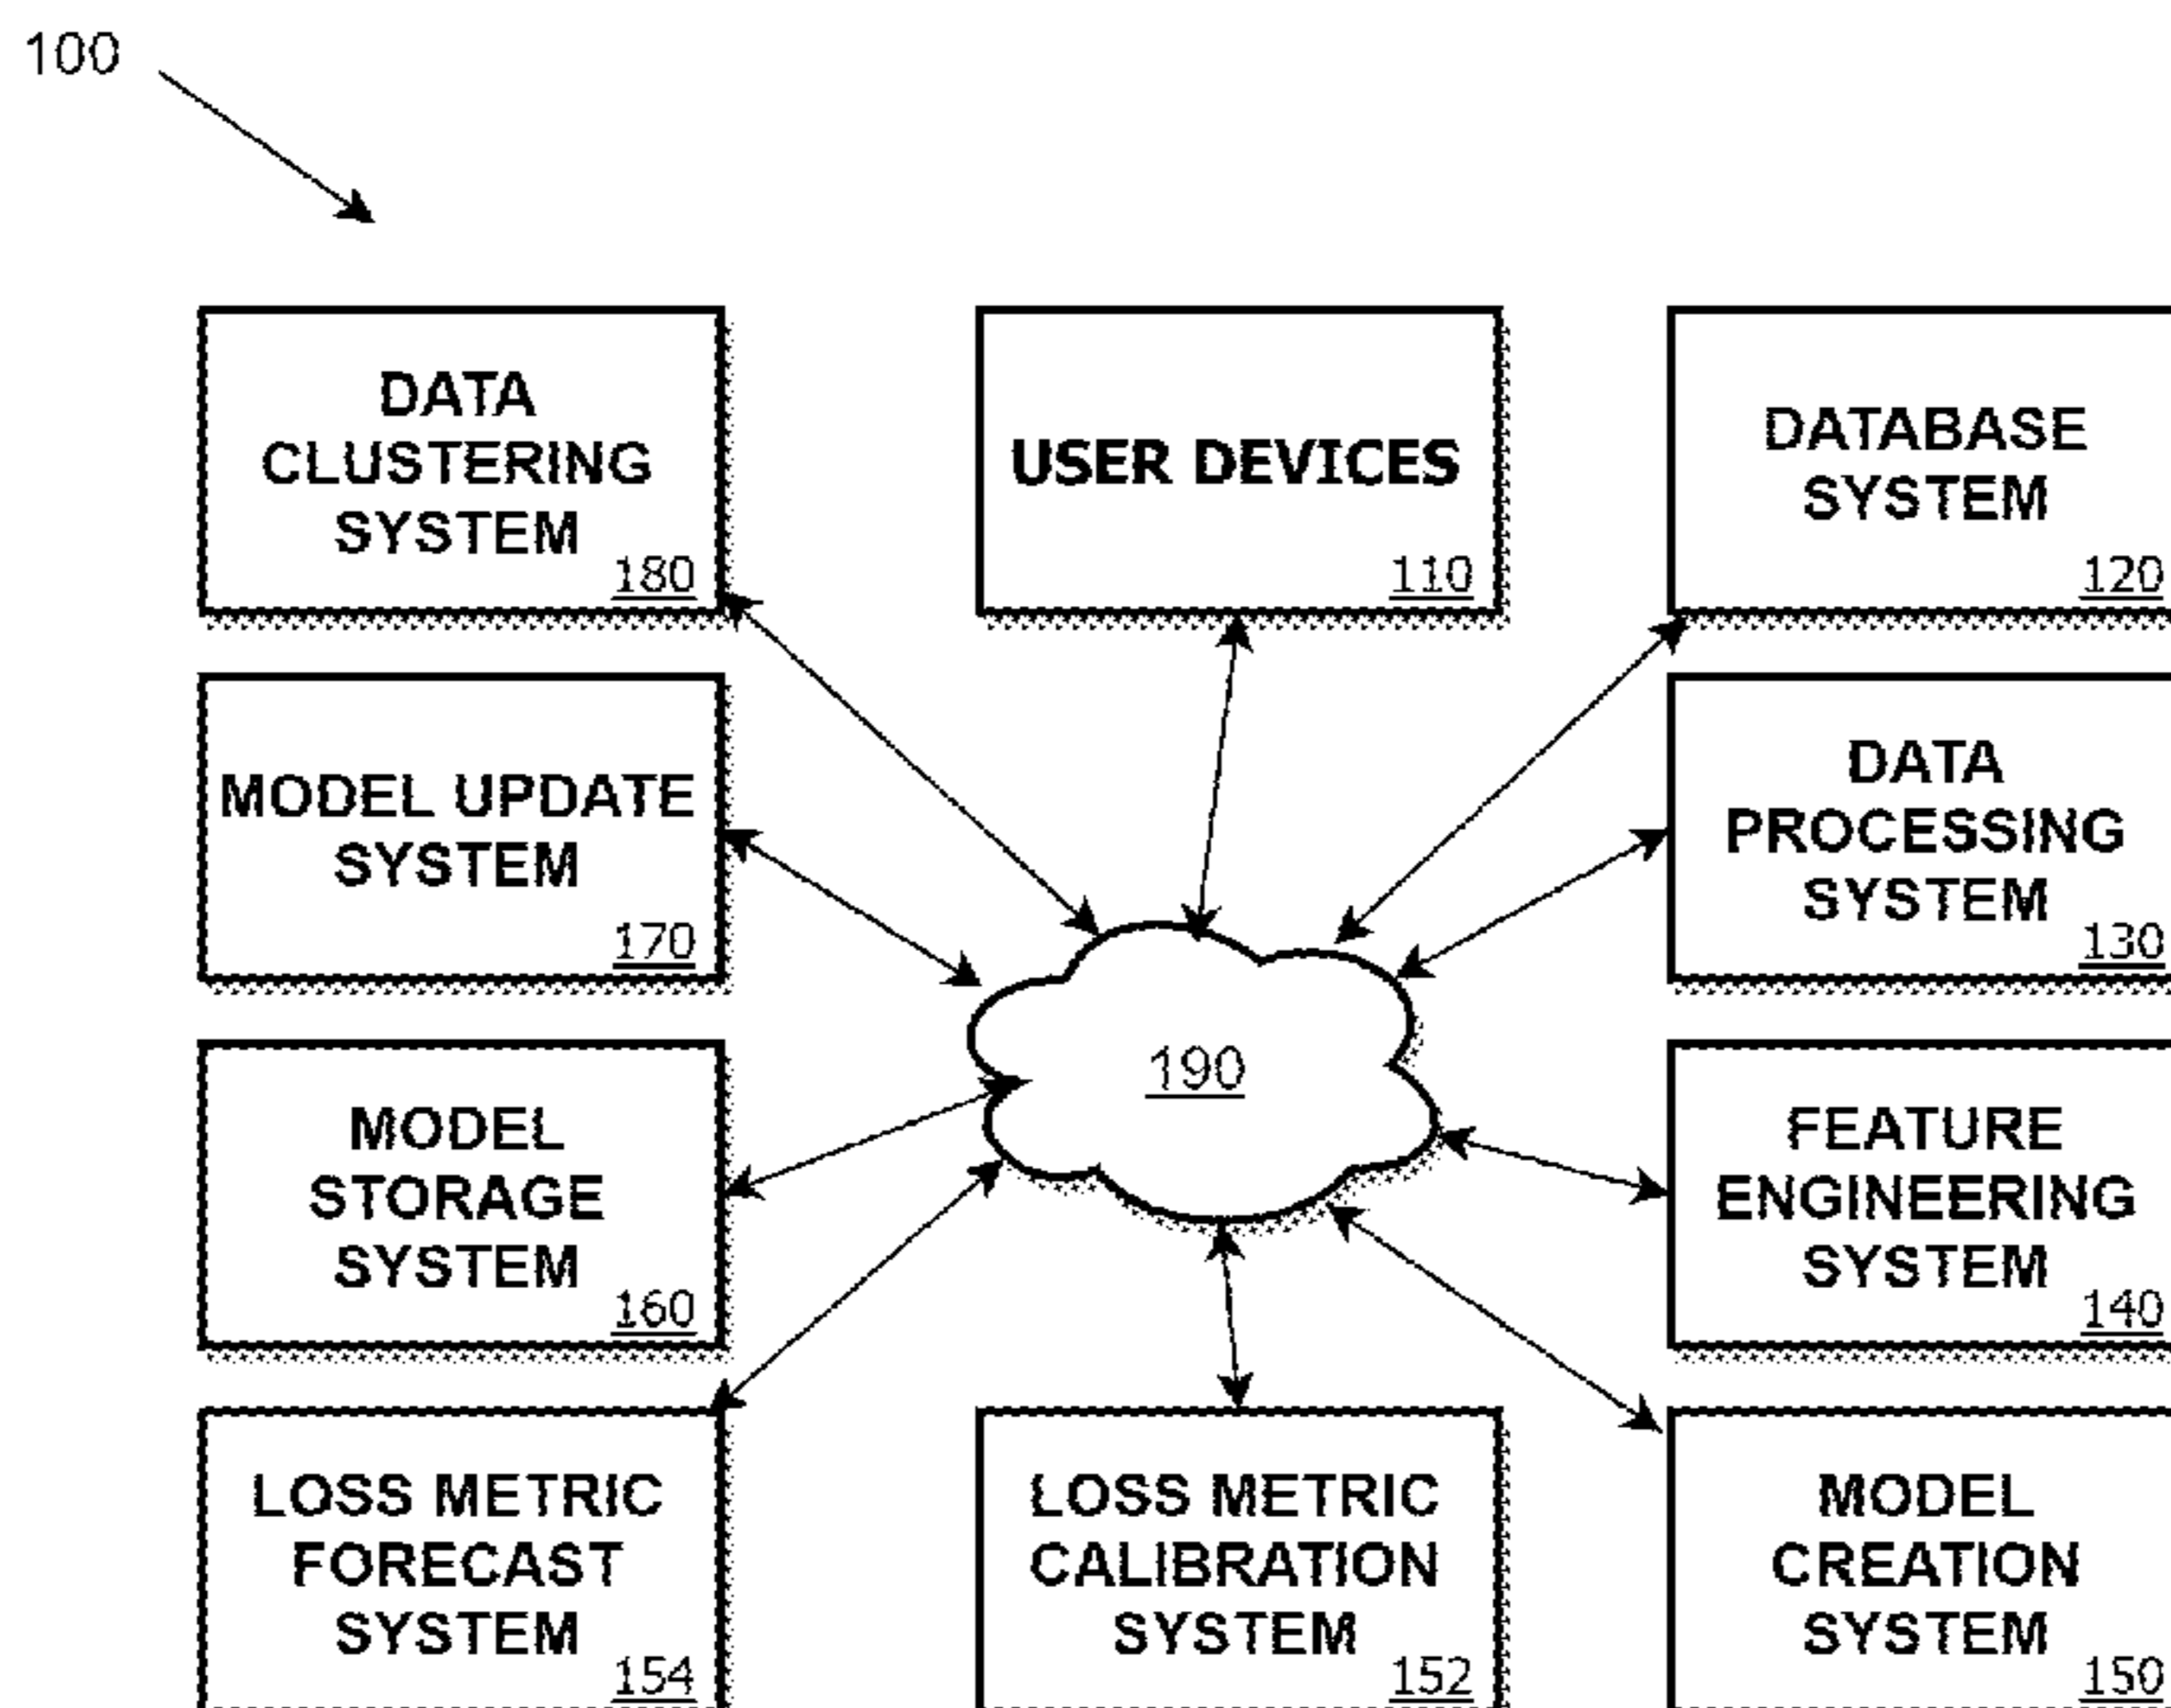 100
DATA
CLUSTERING
SYSTEM
180
USER DEVICES
110
DATABASE
SYSTEM
120
MODEL UPDATE
SYSTEM
170
DATA
PROCESSING
SYSTEM
130
190
MODEL
STORAGE
SYSTEM
160
FEATURE
ENGINEERING
SYSTEM
140
LOSS METRIC
FORECAST
SYSTEM
154
LOSS METRIC
CALIBRATION
SYSTEM
152
MODEL
CREATION
SYSTEM
150